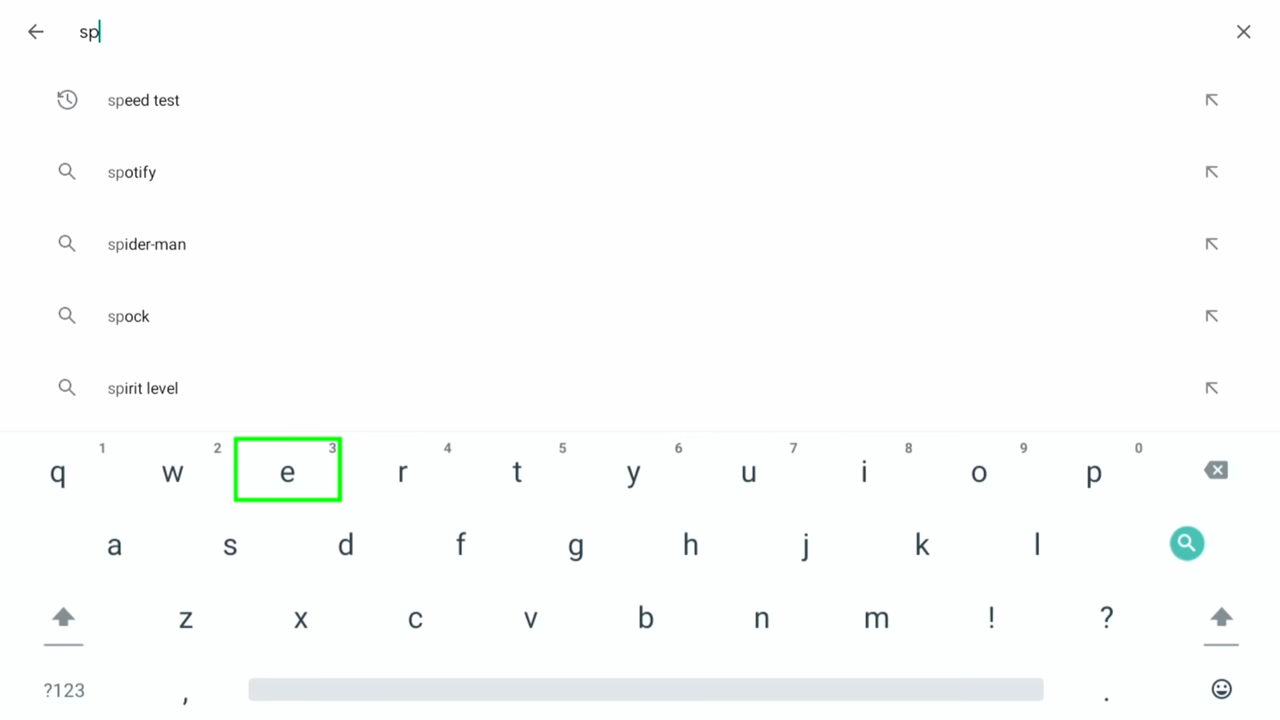 sp
speed test
spotify
spider-man
spock
spirit level
1 2 3 4 5 6 7 8 9 0
q w e r t y u i o p
a s d f g h j k l
z x c v b n m ! ?
?123 , .